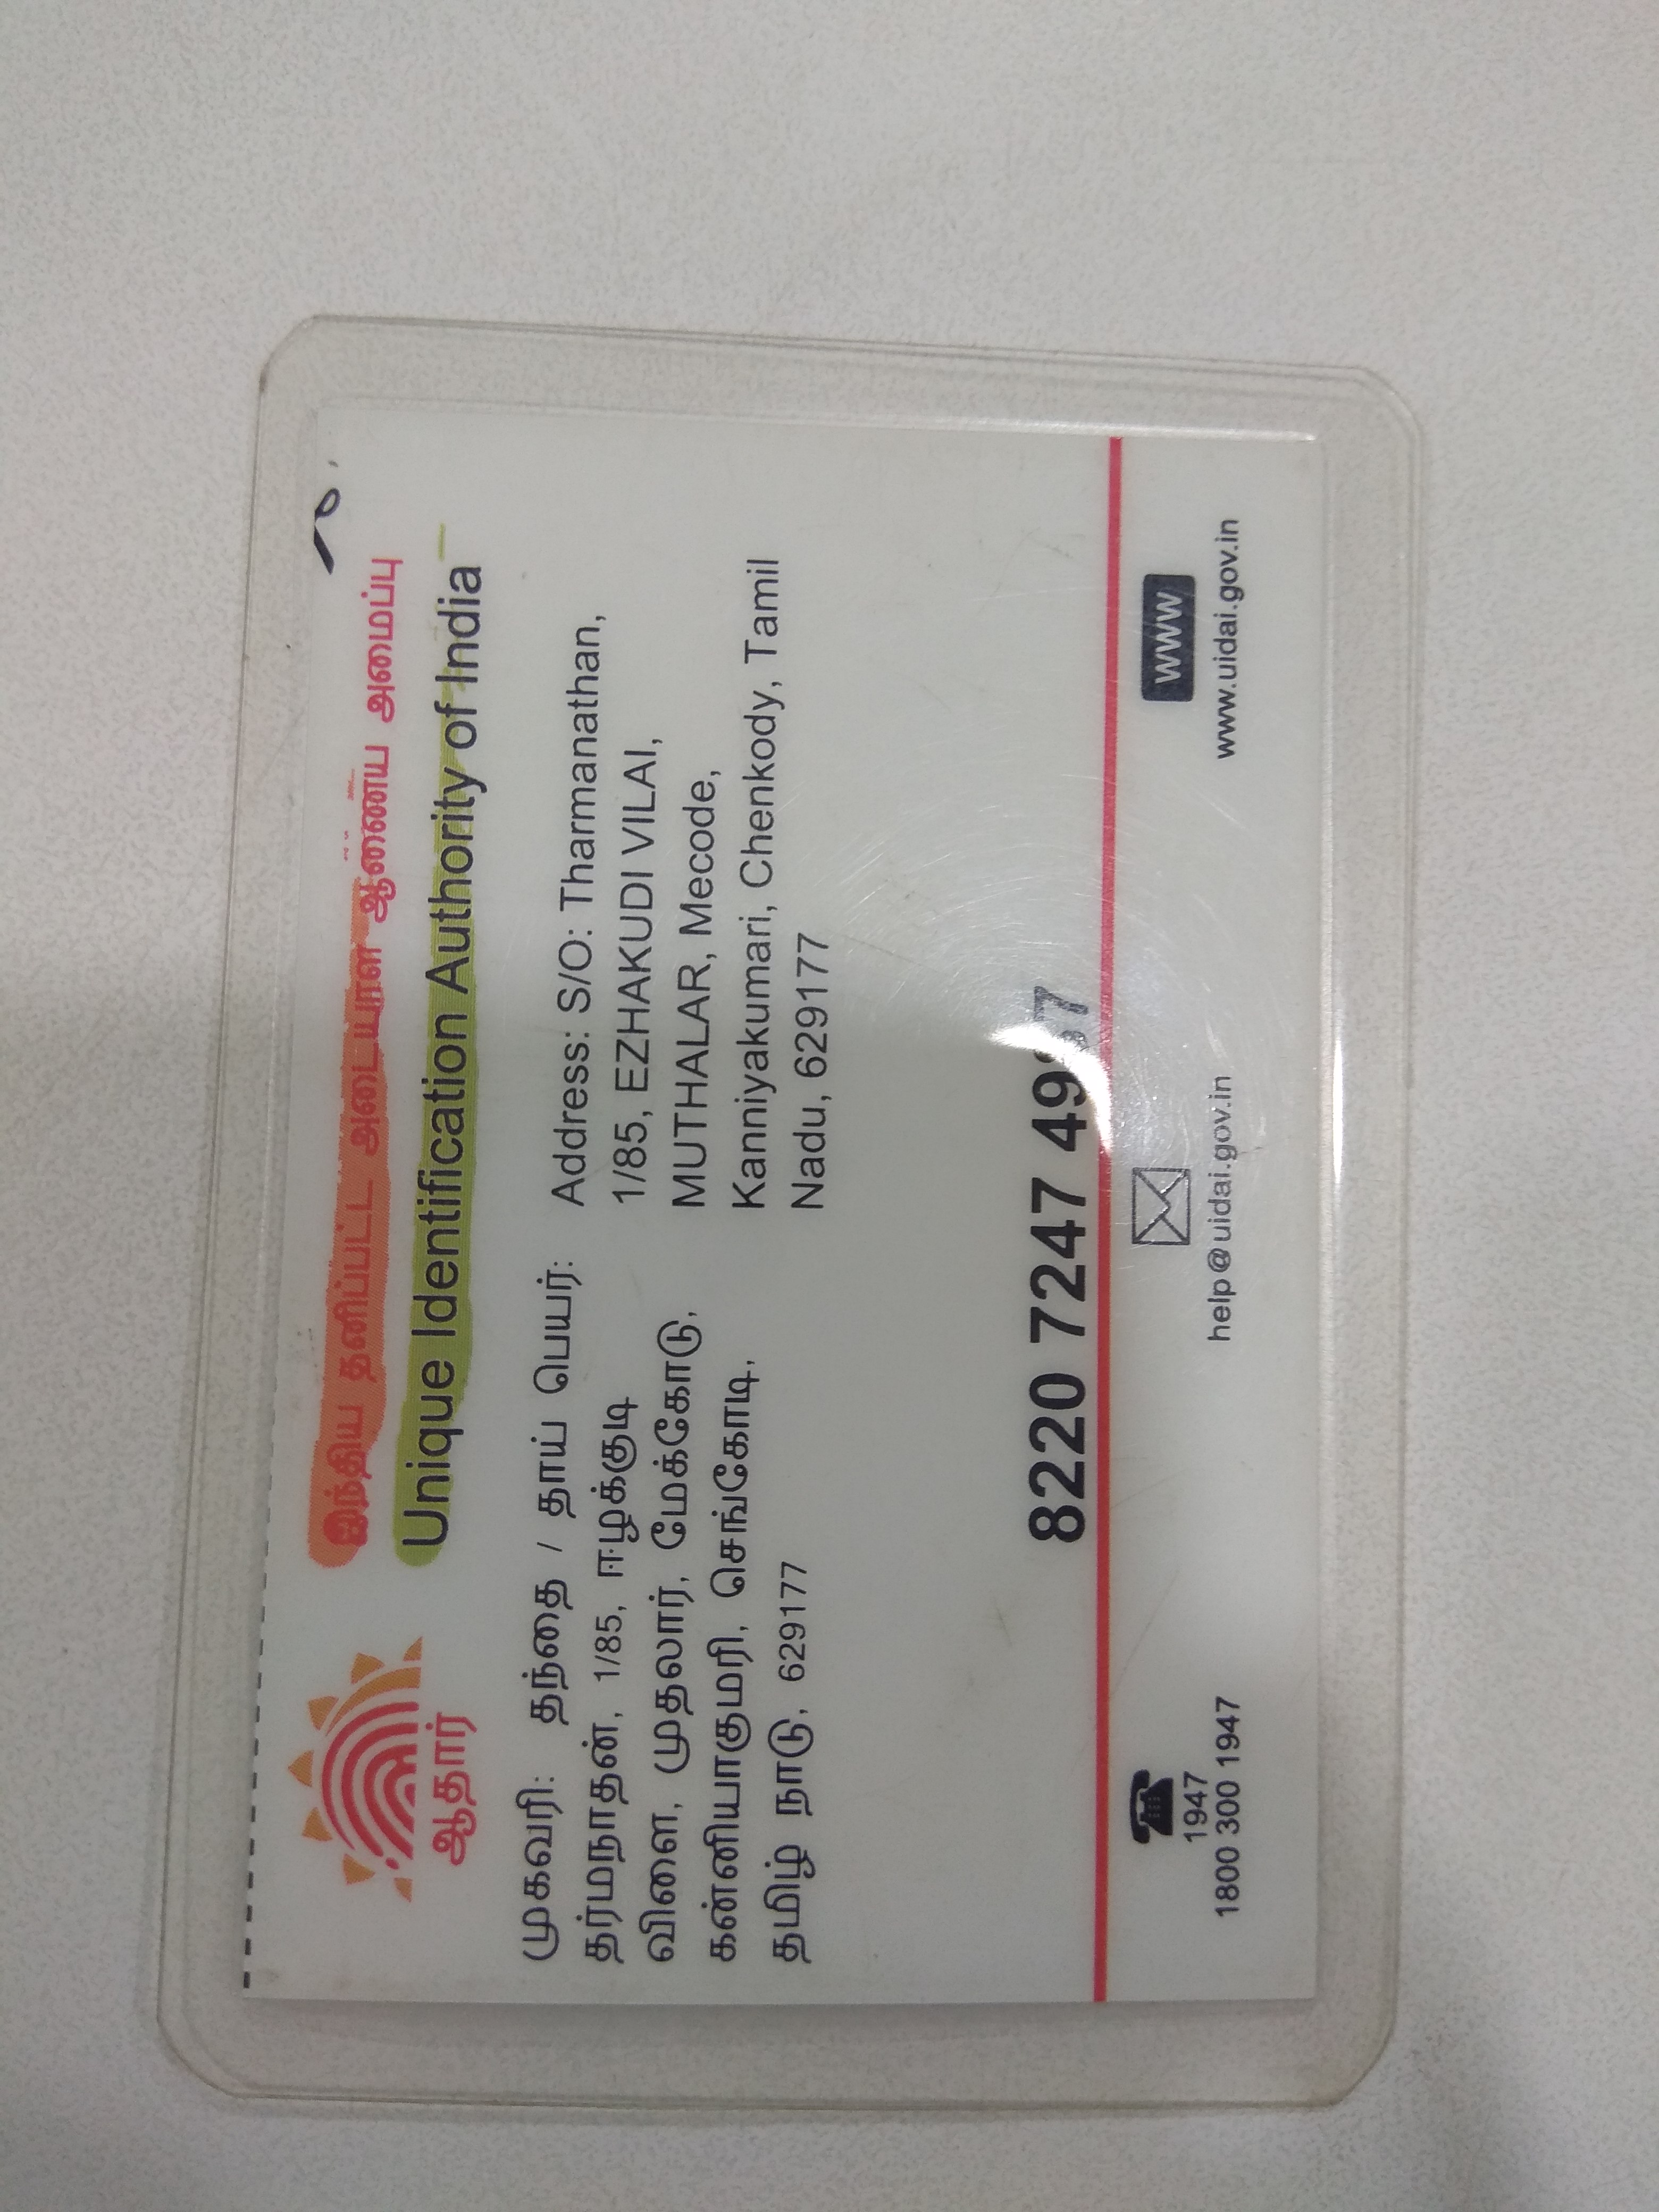 இந்திய தனிப்பட்ட அடையாள ஆணைய அமைப்பு
Unique Identification Authority of India
ஆதார்
முகவரி: தந்தை / தாய் பெயர்:
தர்மநாதன், 1/85, ஈழக்குடி
விளை, முதலார், மேக்கோடு,
கன்னியாகுமரி, செங்கோடி,
தமிழ் நாடு, 629177
Address: S/O: Tharmanathan,
1/85, EZHAKUDI VILAI,
MUTHALAR, Mecode,
Kanniyakumari, Chenkody, Tamil
Nadu, 629177
8220 7247
1947
1800 300 1947
help@uidai.gov.in
www
www.uidai.gov.in